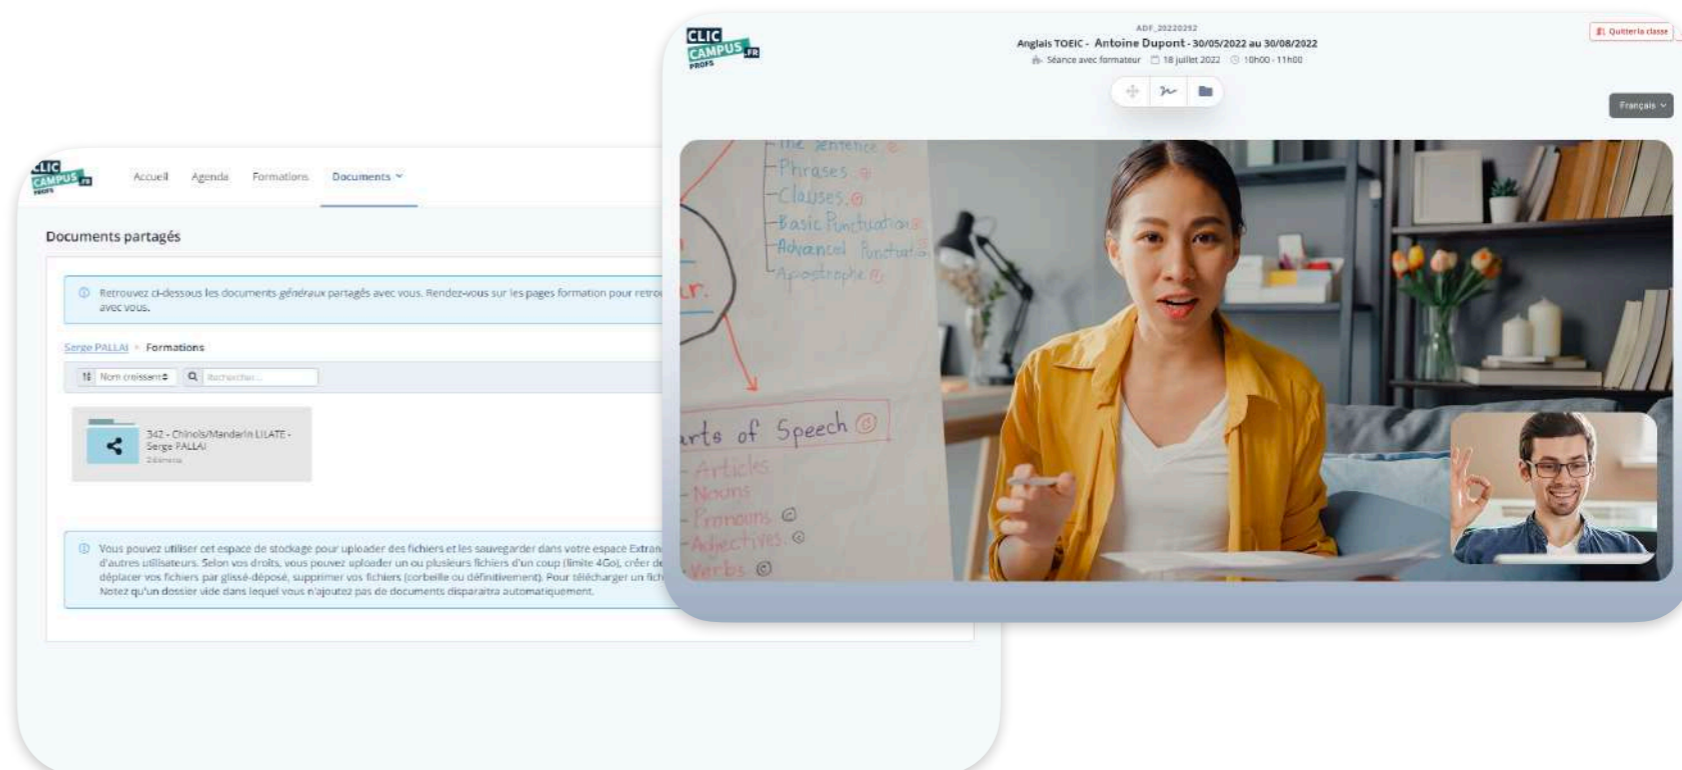 CLIC
CAMPUS.FR
PROFS
ADF_20220292
Anglais TOEIC - Antoine Dupont - 30/05/2022 au 30/08/2022
Séance avec formateur 18 juillet 2022 10h00 - 11h00
Quitter la classe
Français
The Sentence
Phrases
Clauses.
Basic Punctuation
Advanced Punctuation
Apostrophe
r.
arts of Speech
Articles
Nouns
Pronouns
Adjectives.
Verbs
CLIC
CAMPUS.FR
PROFS
Accueil Agenda Formations Documents
Documents partagés
Retrouvez ci-dessous les documents généraux partagés avec vous. Rendez-vous sur les pages formation pour retrou
avec vous.
Serge PALLAI Formations
Nom croissant Rechercher...
342 - Chinois/Mandarin LILATE -
Serge PALLAI
Vous pouvez utiliser cet espace de stockage pour uploader des fichiers et les sauvegarder dans votre espace Extran
d'autres utilisateurs. Selon vos droits, vous pouvez uploader un ou plusieurs fichiers d'un coup (limite 4Go), créer de
déplacer vos fichiers par glissé-déposé, supprimer vos fichiers (corbeille ou définitivement). Pour télécharger un fich
Notez qu'un dossier vide dans lequel vous n'ajoutez pas de documents disparaitra automatiquement.